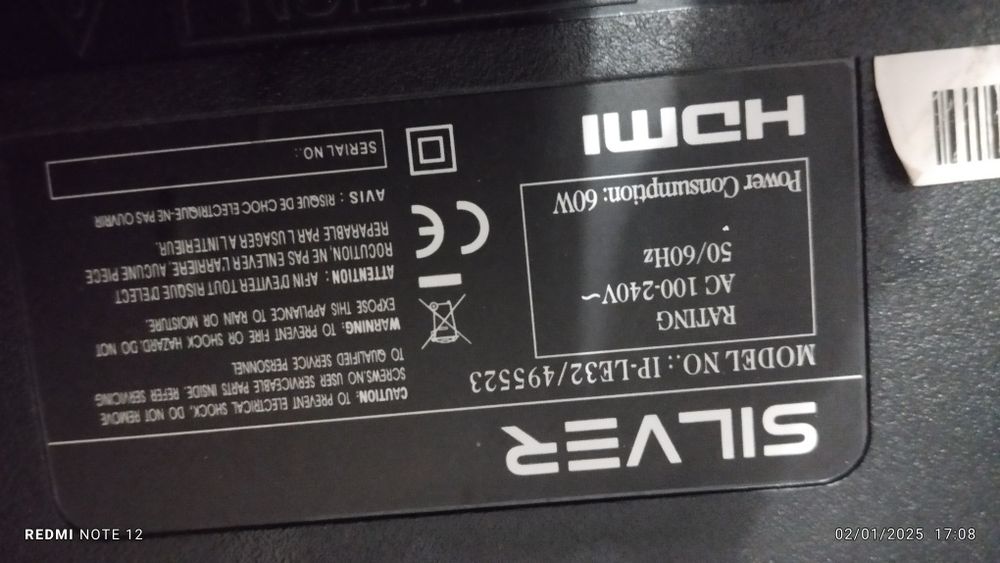 SILVER
MODEL NO.: IP-LE32/495523
RATING
AC 100-240V~
50/60Hz
Power Consumption: 60W
HDMI
CAUTION: TO PREVENT ELECTRICAL SHOCK, DO NOT REMOVE
SCREWS.NO USER SERVICEABLE PARTS INSIDE. REFER SERVICING
TO QUALIFIED SERVICE PERSONNEL
WARNING: TO PREVENT FIRE OR SHOCK HAZARD. DO NOT
EXPOSE THIS APPLIANCE TO RAIN OR MOISTURE.
ATTENTION : AFIN D'EVITER TOUT RISQUE D'ELECT
ROCUTION, NE PAS ENLEVER LARRIERE, AUCUNE PIECE
REPARABLE PAR L USAGER A L'INTERIEUR.
AVIS : RISQUE DE CHOC ELECTRIQUE-NE PAS OUVRIR
SERIAL NO.:
CE
REDMI NOTE 12
02/01/2025 17:08